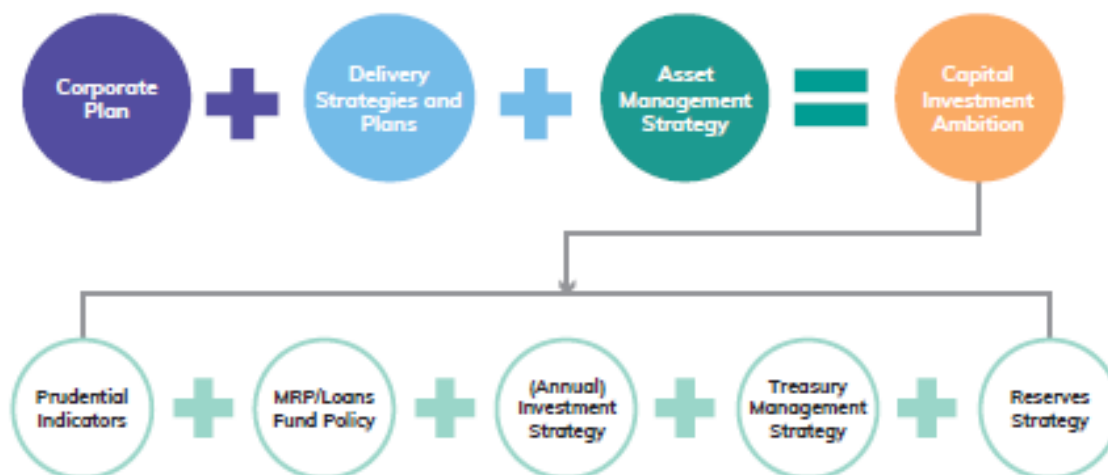 Corporate
Plan
Delivery
Strategies and
Plans
Asset
Management
Strategy
Capital
Investment
Ambition
Prudential
Indicators
MRP/Loans
Fund Policy
(Annual)
Investment
Strategy
Treasury
Management
Strategy
Reserves
Strategy